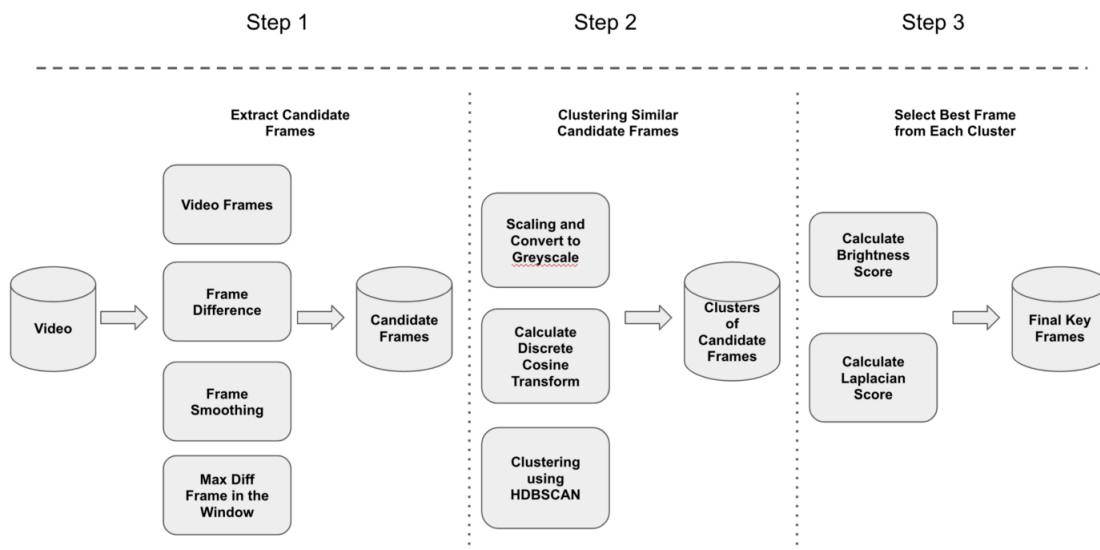 Step 1
Step 2
Step 3
Extract Candidate
Frames
Clustering Similar
Candidate Frames
Select Best Frame
from Each Cluster
Video
Video Frames
Frame
Difference
Frame
Smoothing
Max Diff
Frame in the
Window
Candidate
Frames
Scaling and
Convert to
Greyscale
Calculate
Discrete
Cosine
Transform
Clustering
using
HDBSCAN
Clusters
of
Candidate
Frames
Calculate
Brightness
Score
Calculate
Laplacian
Score
Final Key
Frames